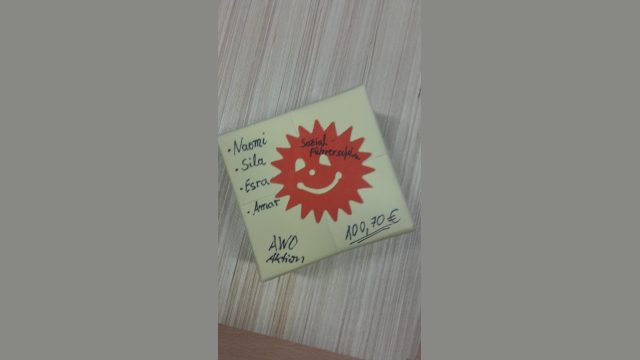 · Naomi
· Sila
· Esra
· Amar
Sozial
Führerschein
AWO
Aktion
100,70 €